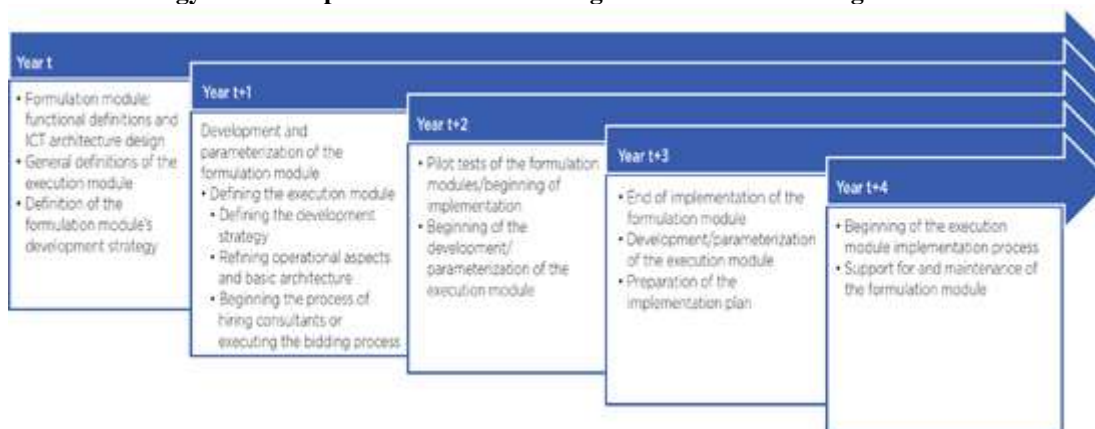 Year t
• Formulation module:
functional definitions and
ICT architecture design
• General definitions of the
execution module
• Definition of the
formulation module's
development strategy
Year t+1
Development and
parameterization of the
formulation module
• Defining the execution module
• Defining the development
strategy
• Refining operational aspects
and basic architecture
• Beginning the process of
hiring consultants or
executing the bidding process
Year t+2
• Pilot tests of the formulation
modules/beginning of
implementation
• Beginning of the
development/
parameterization of the
execution module
Year t+3
• End of implementation of the
formulation module
• Development/parameterization
of the execution module
• Preparation of the
implementation plan
Year t+4
• Beginning of the execution
module implementation process
• Support for and maintenance of
the formulation module